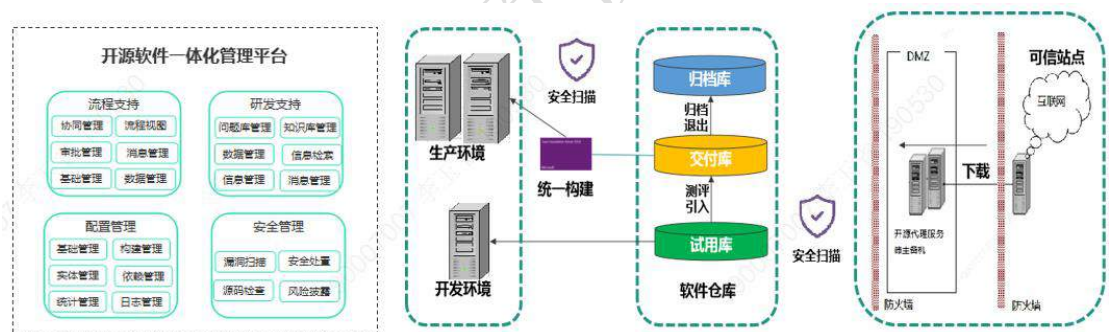 开源软件一体化管理平台
流程支持
协同管理 流程视图
审批管理 消息管理
基础管理 数据管理
研发支持
问题库管理 知识库管理
数据管理 信息检索
信息管理 消息管理
配置管理
基础管理 构建管理
实体管理 依赖管理
统计管理 日志管理
安全管理
漏洞扫描 安全处置
源码检查 风险披露
生产环境
开发环境
安全扫描
统一构建
归档库
归档
退出
交付库
测评
引入
试用库
软件仓库
安全扫描
DMZ
可信站点
互联网
下载
开源代理服务
器主备机
防火墙
防火墙